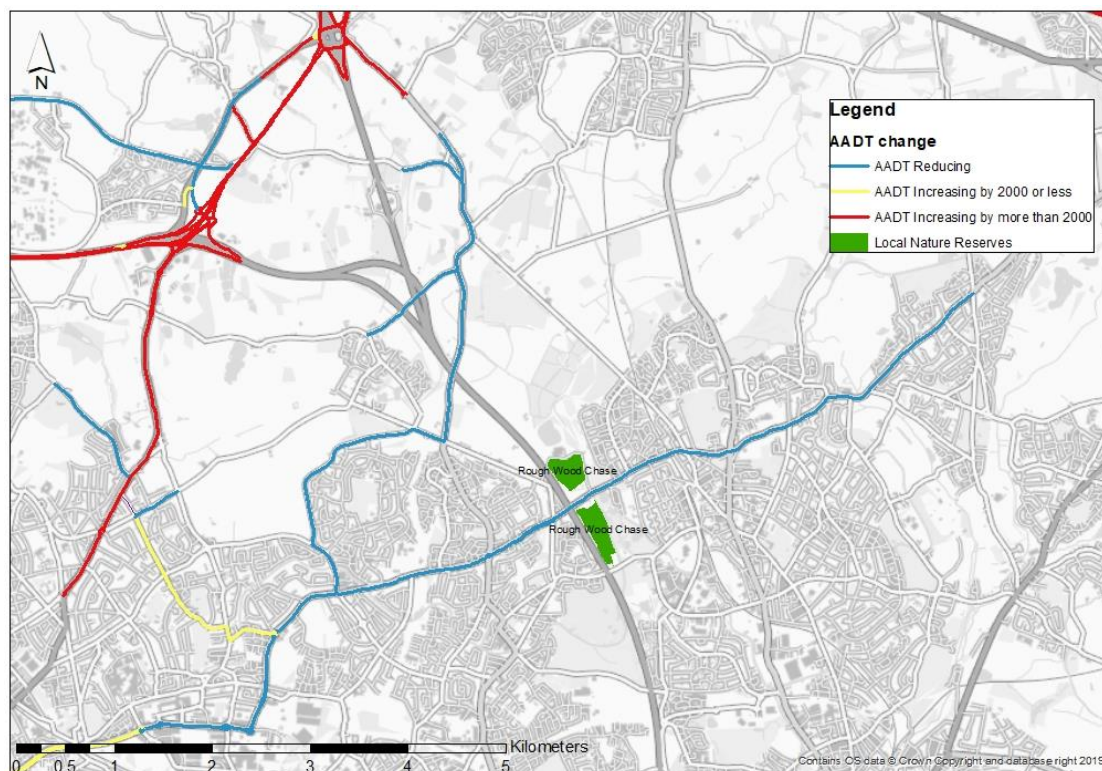 N
Legend
AADT change
AADT Reducing
AADT Increasing by 2000 or less
AADT Increasing by more than 2000
Local Nature Reserves
Rough Wood Chase
Rough Wood Chase
Kilometers
0 0.5 1 2 3 4 5
Contains OS data © Crown Copyright and database right 2019